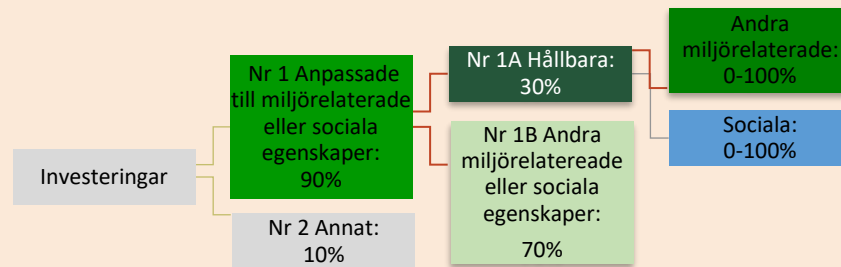 Investeringar
Nr 1 Anpassade
till miljörelaterade
eller sociala
egenskaper:
90%
Nr 2 Annat:
10%
Nr 1A Hållbara:
30%
Nr 1B Andra
miljörelatereade
eller sociala
egenskaper:
70%
Andra
miljörelaterade:
0-100%
Sociala:
0-100%